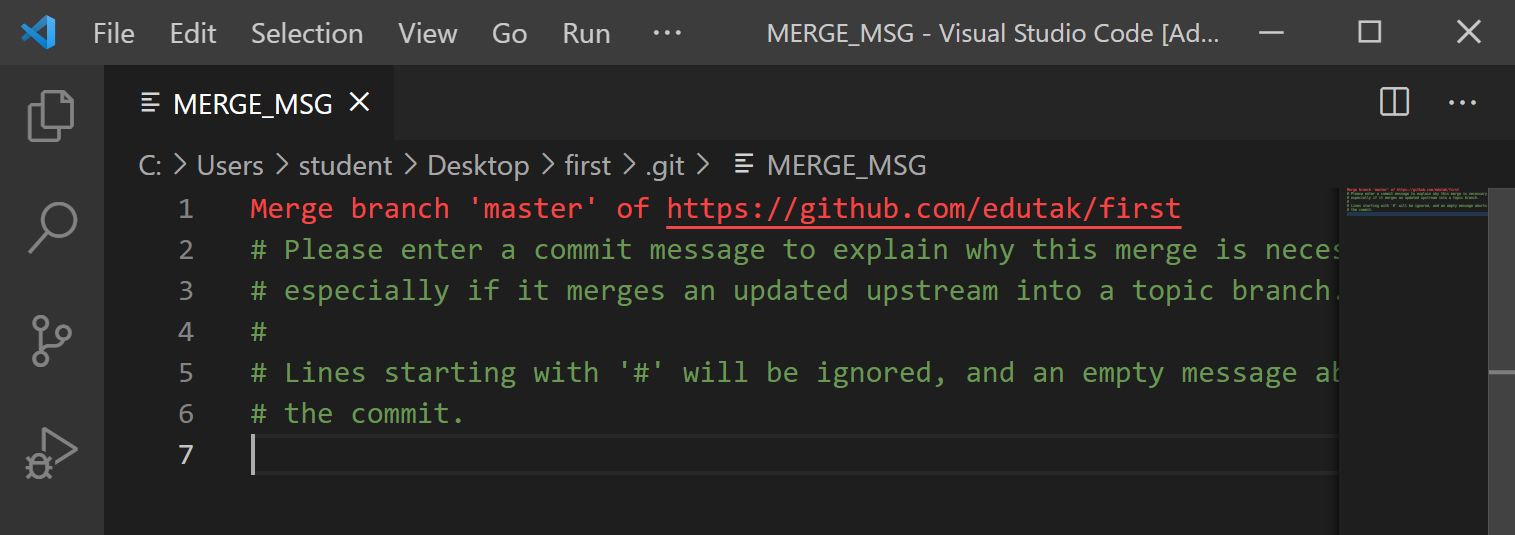 File Edit Selection View Go Run ··· MERGE_MSG - Visual Studio Code [Ad...
MERGE_MSG
C: > Users > student > Desktop > first > .git > MERGE_MSG
1 Merge branch 'master' of https://github.com/edutak/first
2 # Please enter a commit message to explain why this merge is neces
3 # especially if it merges an updated upstream into a topic branch.
4 #
5 # Lines starting with '#' will be ignored, and an empty message ab
6 # the commit.
7